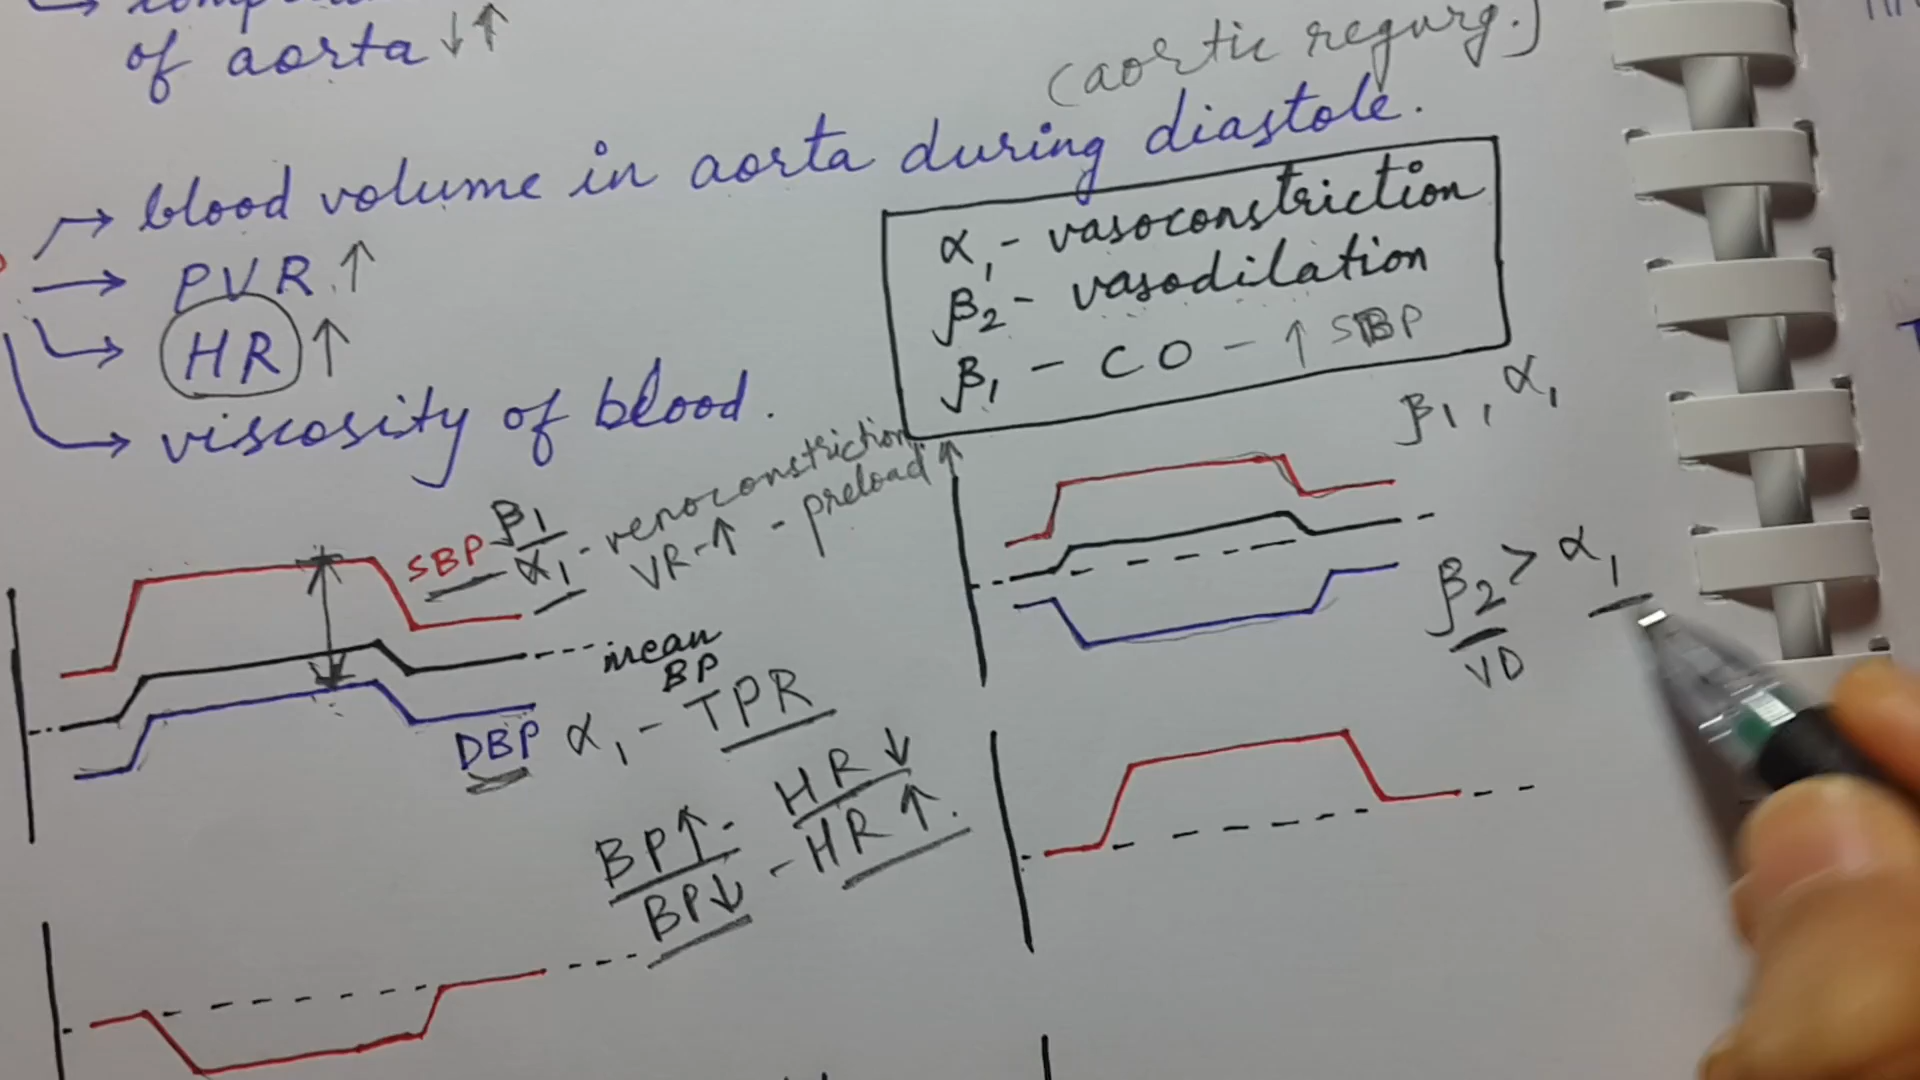 of aorta ↓↑
(aortic regurg.)
→ blood volume in aorta during diastole.
→ PVR ↑
→ HR ↑
→ viscosity of blood.
α1 - vasoconstriction
β2 - vasodilation
β1 - CO - ↑ SBP
β1, α1
SBP β1
α1 - venoconstriction
VR-↑ - preload ↑
mean
BP
DBP α1 - TPR
BP↑ - HR↓
BP↓ - HR↑.
β2 > α1
VD